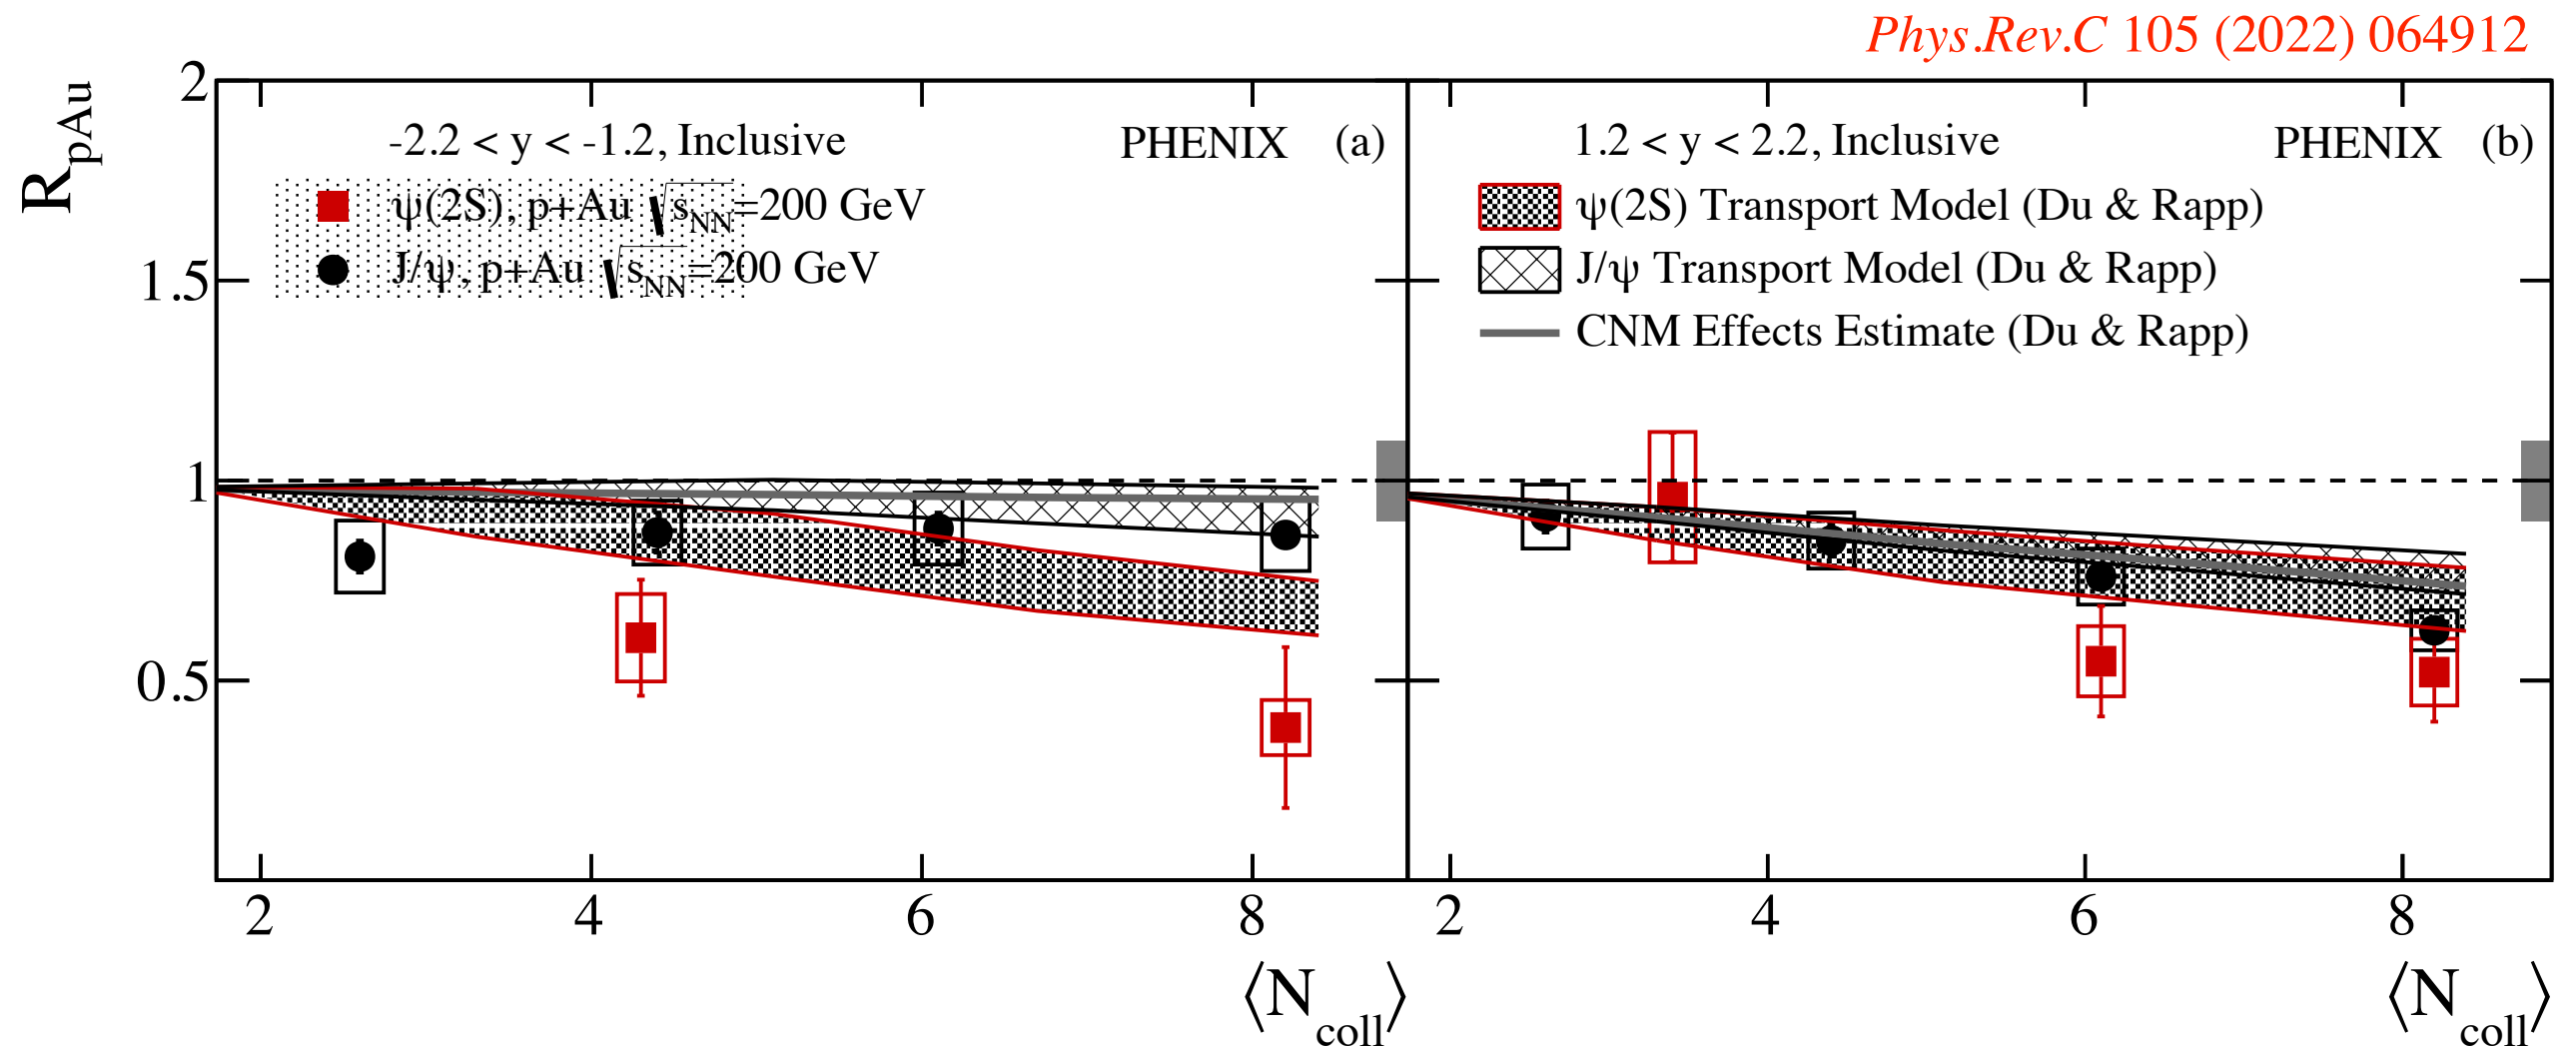 Phys.Rev.C 105 (2022) 064912
R_pAu
2
1.5
1
0.5
-2.2 < y < -1.2, Inclusive
PHENIX (a)
ψ(2S), p+Au √s_NN=200 GeV
J/ψ, p+Au √s_NN=200 GeV
1.2 < y < 2.2, Inclusive
PHENIX (b)
ψ(2S) Transport Model (Du & Rapp)
J/ψ Transport Model (Du & Rapp)
CNM Effects Estimate (Du & Rapp)
2 4 6 8
2 4 6 8
⟨N_coll⟩
⟨N_coll⟩